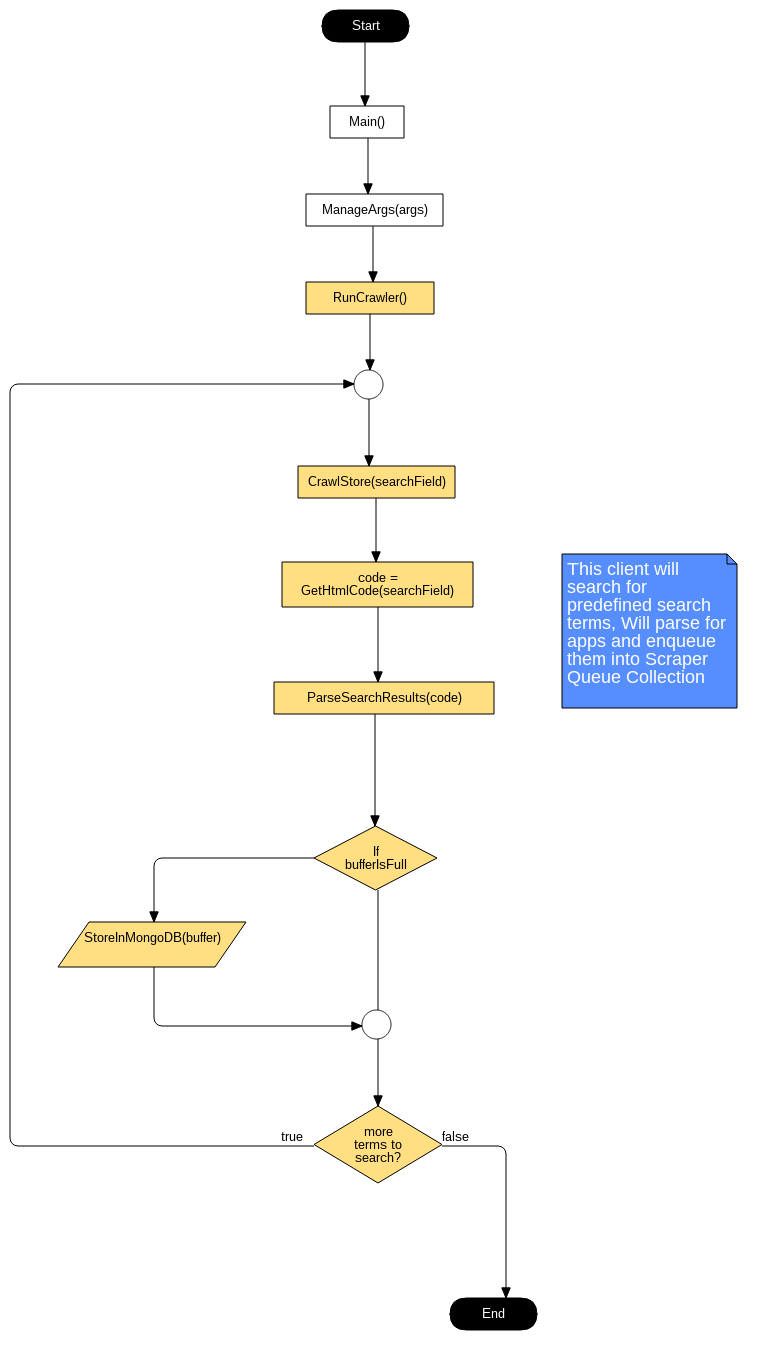 Start
Main()
ManageArgs(args)
RunCrawler()
CrawlStore(searchField)
code =
GetHtmlCode(searchField)
This client will
search for
predefined search
terms, Will parse for
apps and enqueue
them into Scraper
Queue Collection
ParseSearchResults(code)
If
bufferIsFull
StoreInMongoDB(buffer)
true
more
terms to
search?
false
End